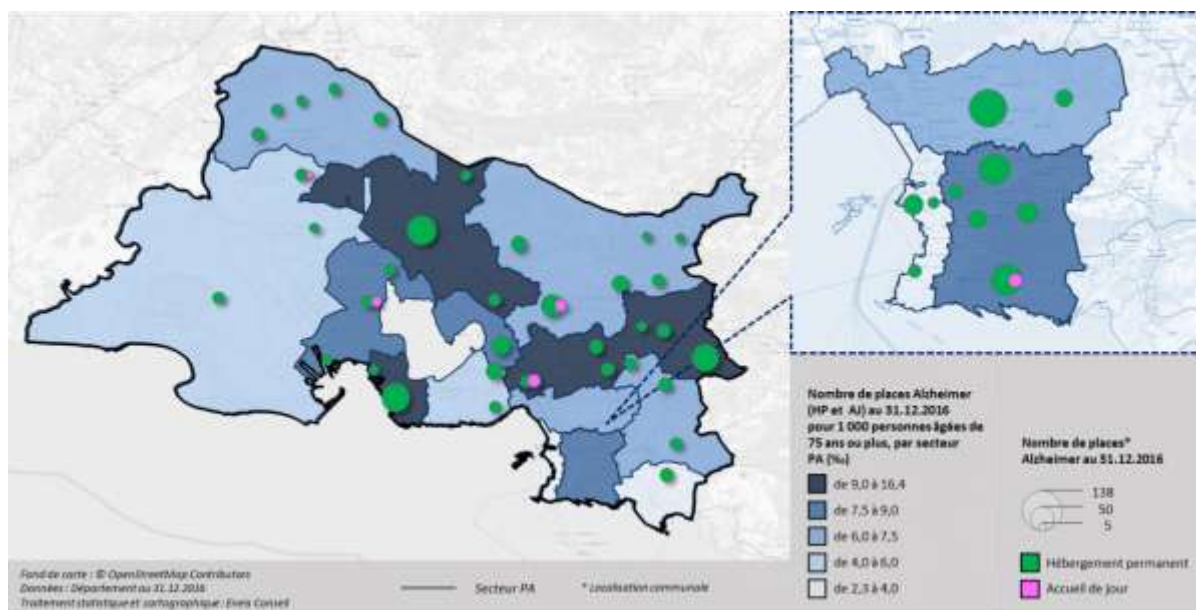 Nombre de places Alzheimer
(HP et AJ) au 31.12.2016
pour 1 000 personnes âgées de
75 ans ou plus, par secteur
PA (‰)
de 9,0 à 16,4
de 7,5 à 9,0
de 6,0 à 7,5
de 4,0 à 6,0
de 2,3 à 4,0
Nombre de places*
Alzheimer au 31.12.2016
138
50
5
Hébergement permanent
Accueil de jour
Fond de carte : © OpenStreetMap Contributors
Données : Département au 31.12.2016
Traitement statistique et cartographique : Eneis Conseil
Secteur PA
* Localisation communale